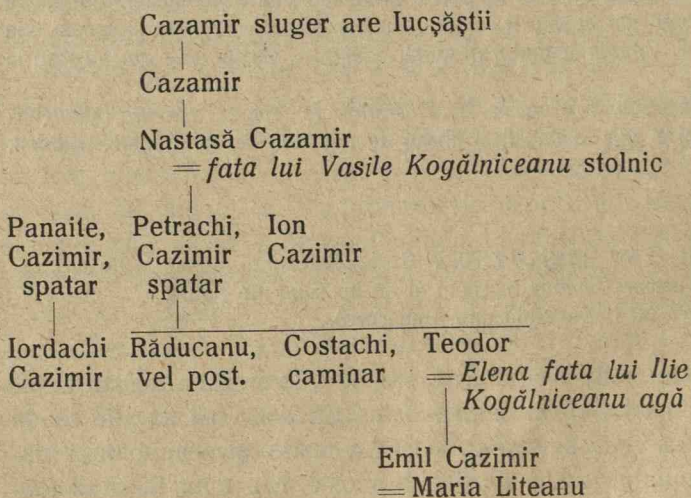 Cazamir sluger are Iucşăştii
Cazamir
Nastasă Cazamir
= fata lui Vasile Kogălniceanu stolnic
Panaite, Petrachi, Ion
Cazimir, Cazimir Cazimir
spatar spatar
Iordachi Răducanu, Costachi, Teodor
Cazimir vel post. caminar = Elena fata lui Ilie
Kogălniceanu agă
Emil Cazimir
= Maria Liteanu